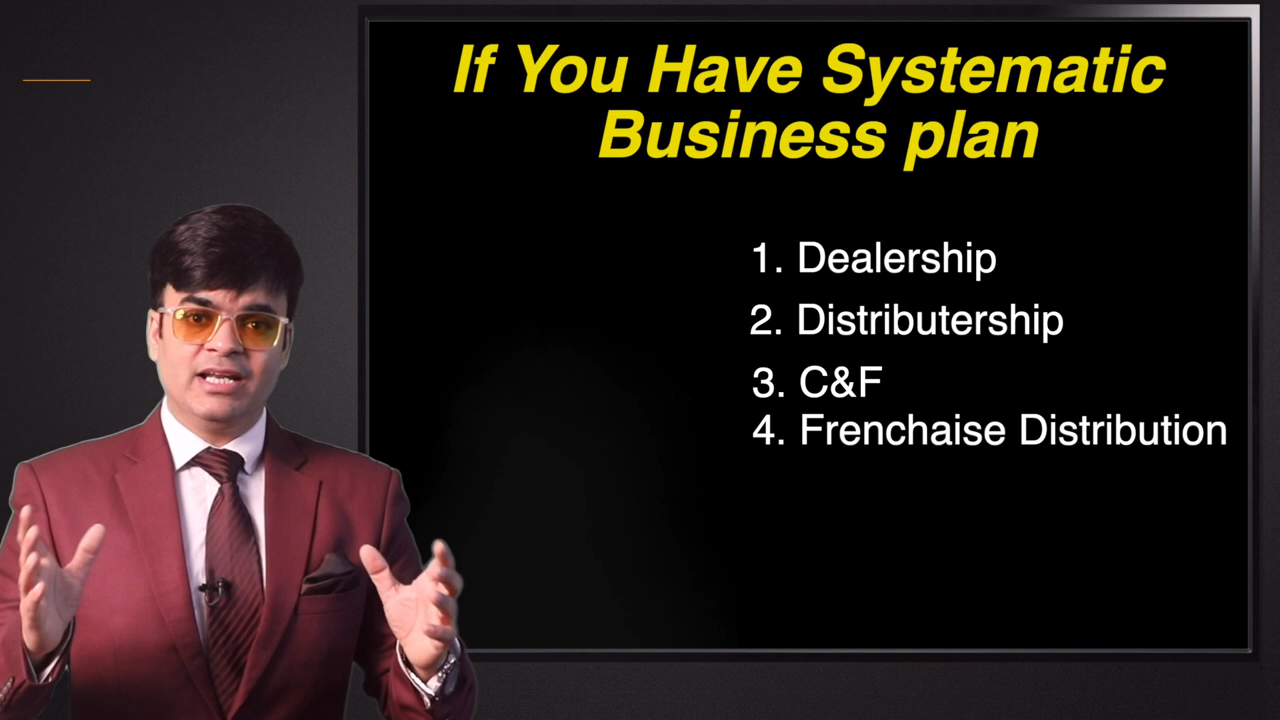 If You Have Systematic
Business plan
1. Dealership
2. Distributership
3. C&F
4. Frenchaise Distribution